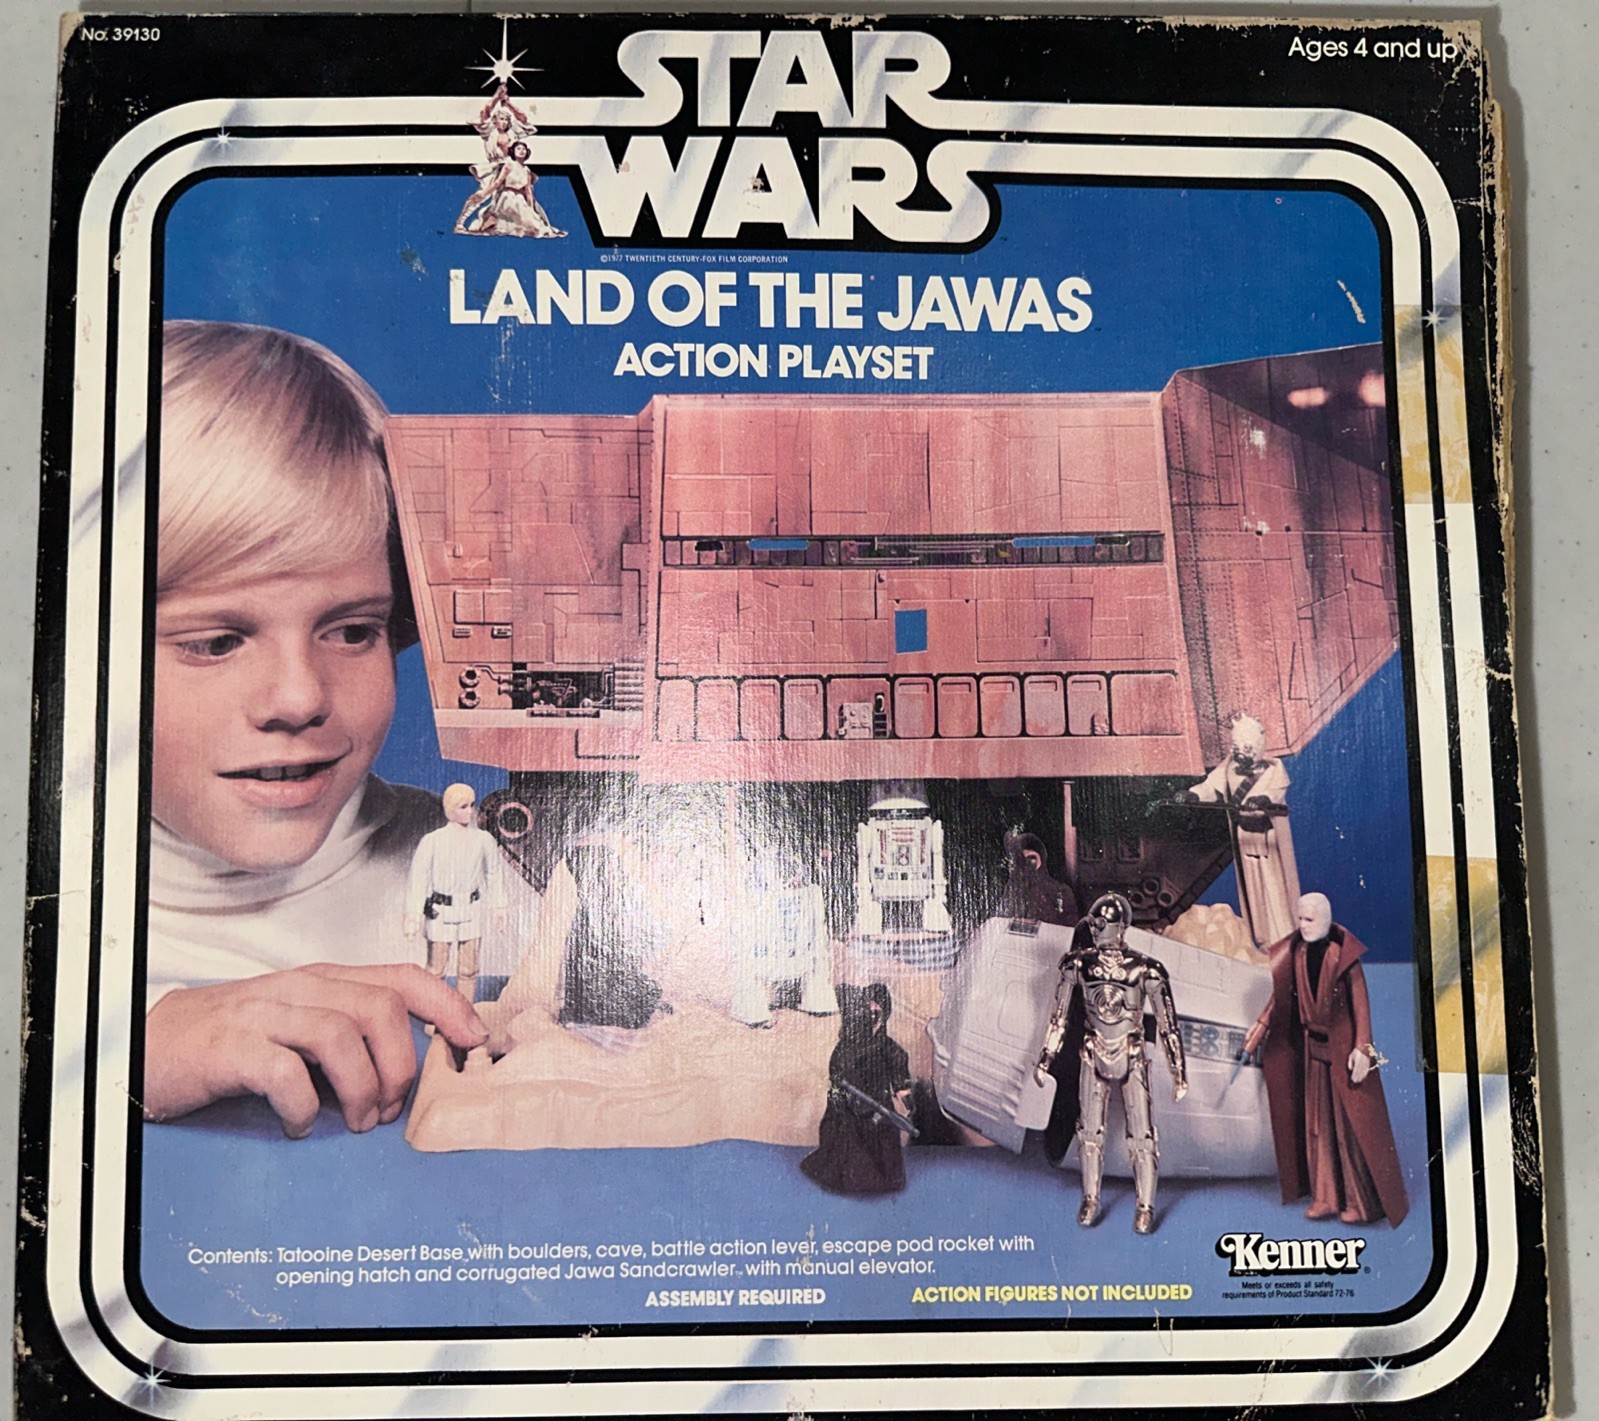 No. 39130
Ages 4 and up
STAR
WARS
©1977 TWENTIETH CENTURY-FOX FILM CORPORATION
LAND OF THE JAWAS
ACTION PLAYSET
Contents: Tatooine Desert Base with boulders, cave, battle action lever, escape pod rocket with
opening hatch and corrugated Jawa Sandcrawler™ with manual elevator.
ASSEMBLY REQUIRED
ACTION FIGURES NOT INCLUDED
Kenner®
Meets or exceeds all safety
requirements of Product Standard 72-76